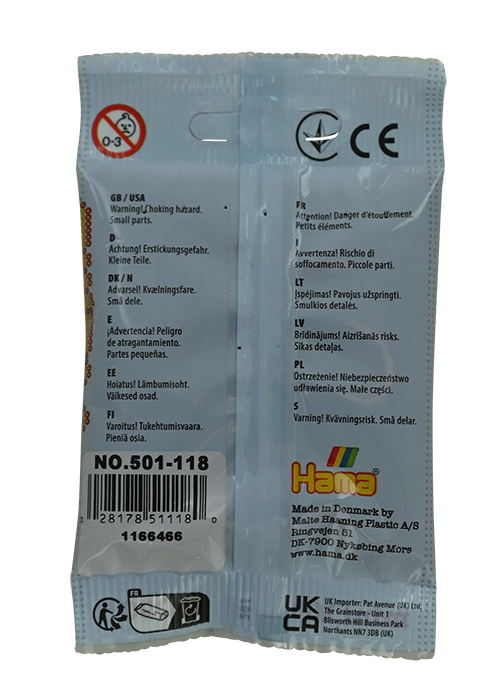 0-3
CE
GB / USA
Warning! Choking hazard.
Small parts.
D
Achtung! Erstickungsgefahr.
Kleine Teile.
DK / N
Advarsel! Kvælningsfare.
Små dele.
E
¡Advertencia! Peligro
de atragantamiento.
Partes pequeñas.
EE
Hoiatus! Lämbumisoht.
Väikesed osad.
FI
Varoitus! Tukehtumisvaara.
Pieniä osia.
FR
Attention! Danger d'étouffement.
Petits éléments.
I
Avvertenza! Rischio di
soffocamento. Piccole parti.
LT
Įspėjimas! Pavojus užspringti.
Smulkios detalės.
LV
Brīdinājums! Aizrīšanās risks.
Sīkas detaļas.
PL
Ostrzeżenie! Niebezpieczeństwo
udławienia się. Małe części.
S
Varning! Kvävningsrisk. Små delar.
NO.501-118
0 28178 51118 0
1166466
Hama®
Made in Denmark by
Malte Haaning Plastic A/S
Ringvejen 51
DK-7900 Nykøbing Mors
www.hama.dk
FR
UK
CA
UK Importer: Pat Avenue (UK) Ltd,
The Grainstore - Unit 1
Blisworth Hill Business Park
Northants NN7 3DB (UK)